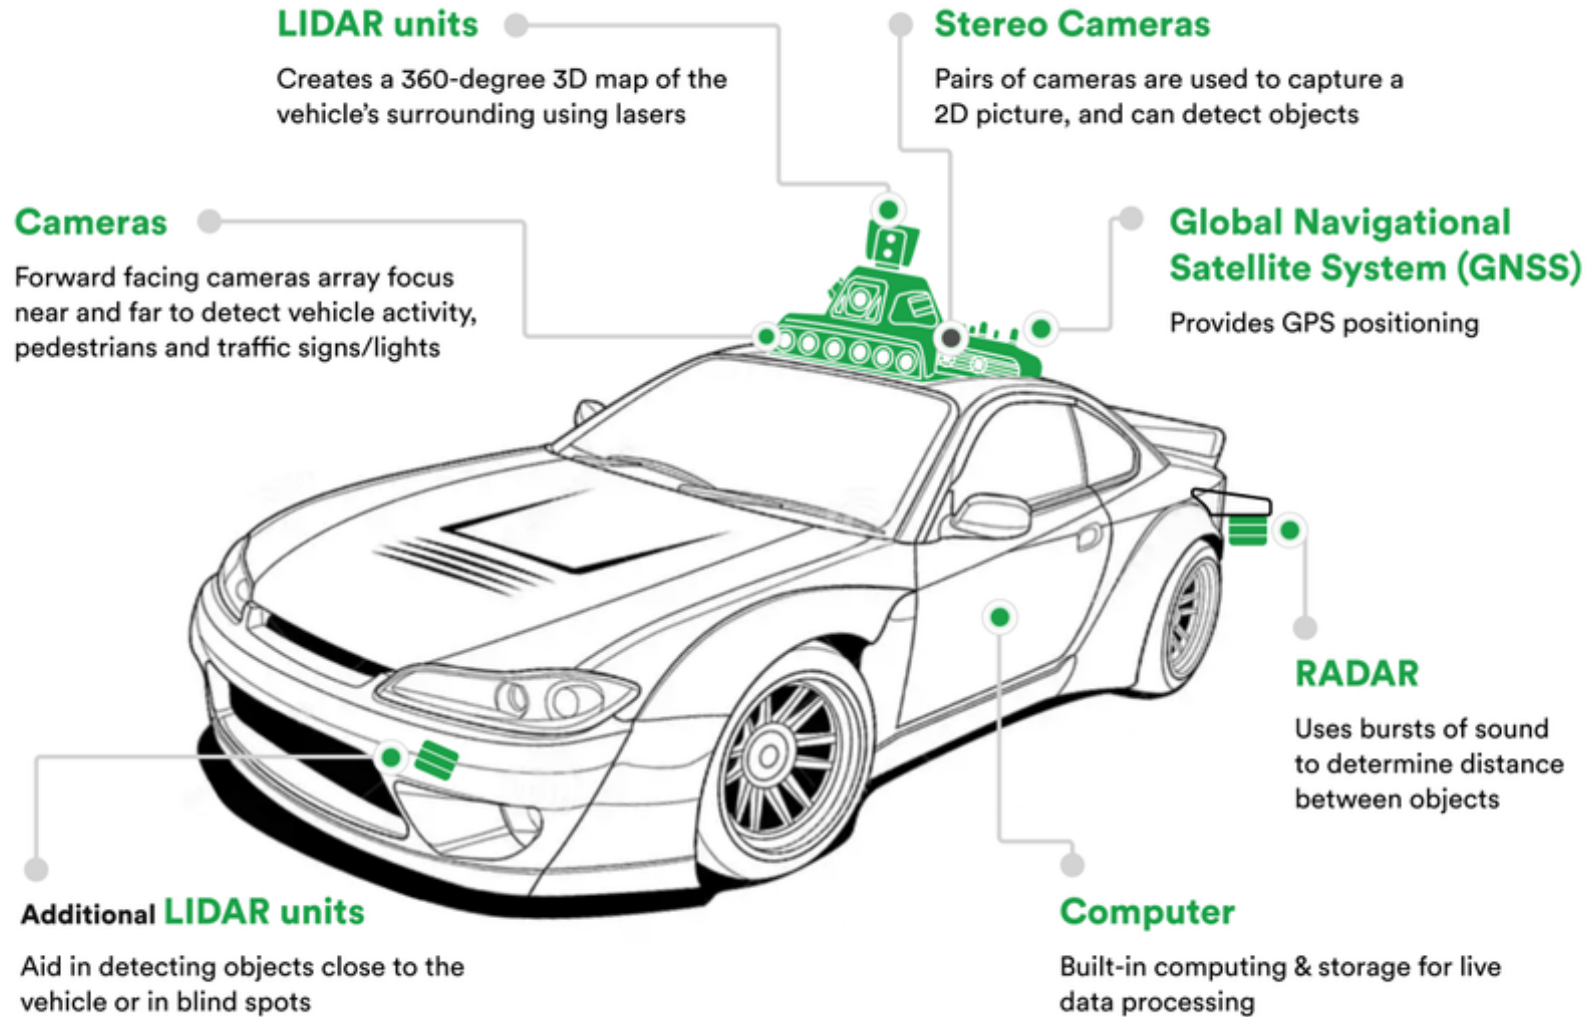 LIDAR units
Creates a 360-degree 3D map of the
vehicle's surrounding using lasers
Stereo Cameras
Pairs of cameras are used to capture a
2D picture, and can detect objects
Cameras
Forward facing cameras array focus
near and far to detect vehicle activity,
pedestrians and traffic signs/lights
Global Navigational
Satellite System (GNSS)
Provides GPS positioning
RADAR
Uses bursts of sound
to determine distance
between objects
Additional LIDAR units
Aid in detecting objects close to the
vehicle or in blind spots
Computer
Built-in computing & storage for live
data processing